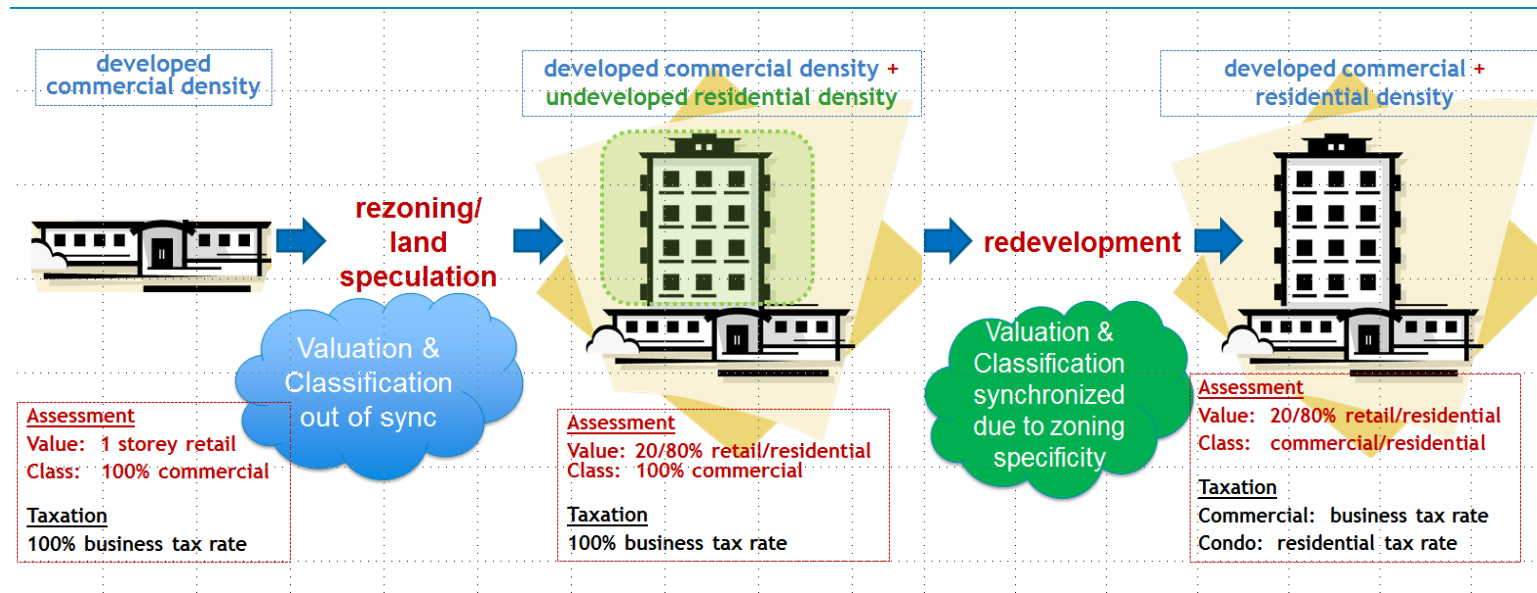 developed
commercial density
rezoning/
land
speculation
Valuation &
Classification
out of sync
Assessment
Value: 1 storey retail
Class: 100% commercial
Taxation
100% business tax rate
developed commercial density +
undeveloped residential density
Assessment
Value: 20/80% retail/residential
Class: 100% commercial
Taxation
100% business tax rate
redevelopment
Valuation &
Classification
synchronized
due to zoning
specificity
developed commercial +
residential density
Assessment
Value: 20/80% retail/residential
Class: commercial/residential
Taxation
Commercial: business tax rate
Condo: residential tax rate